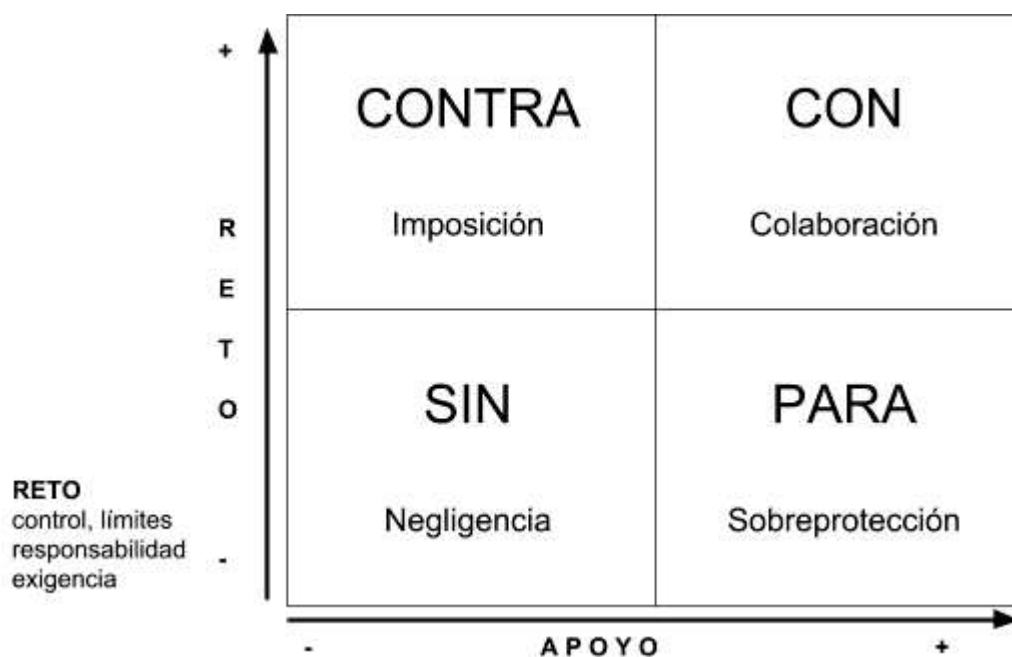 +
CONTRA
CON
Imposición
Colaboración
R
E
T
O
SIN
PARA
Negligencia
Sobreprotección
RETO
control, límites
responsabilidad
exigencia
-
-
APOYO
+